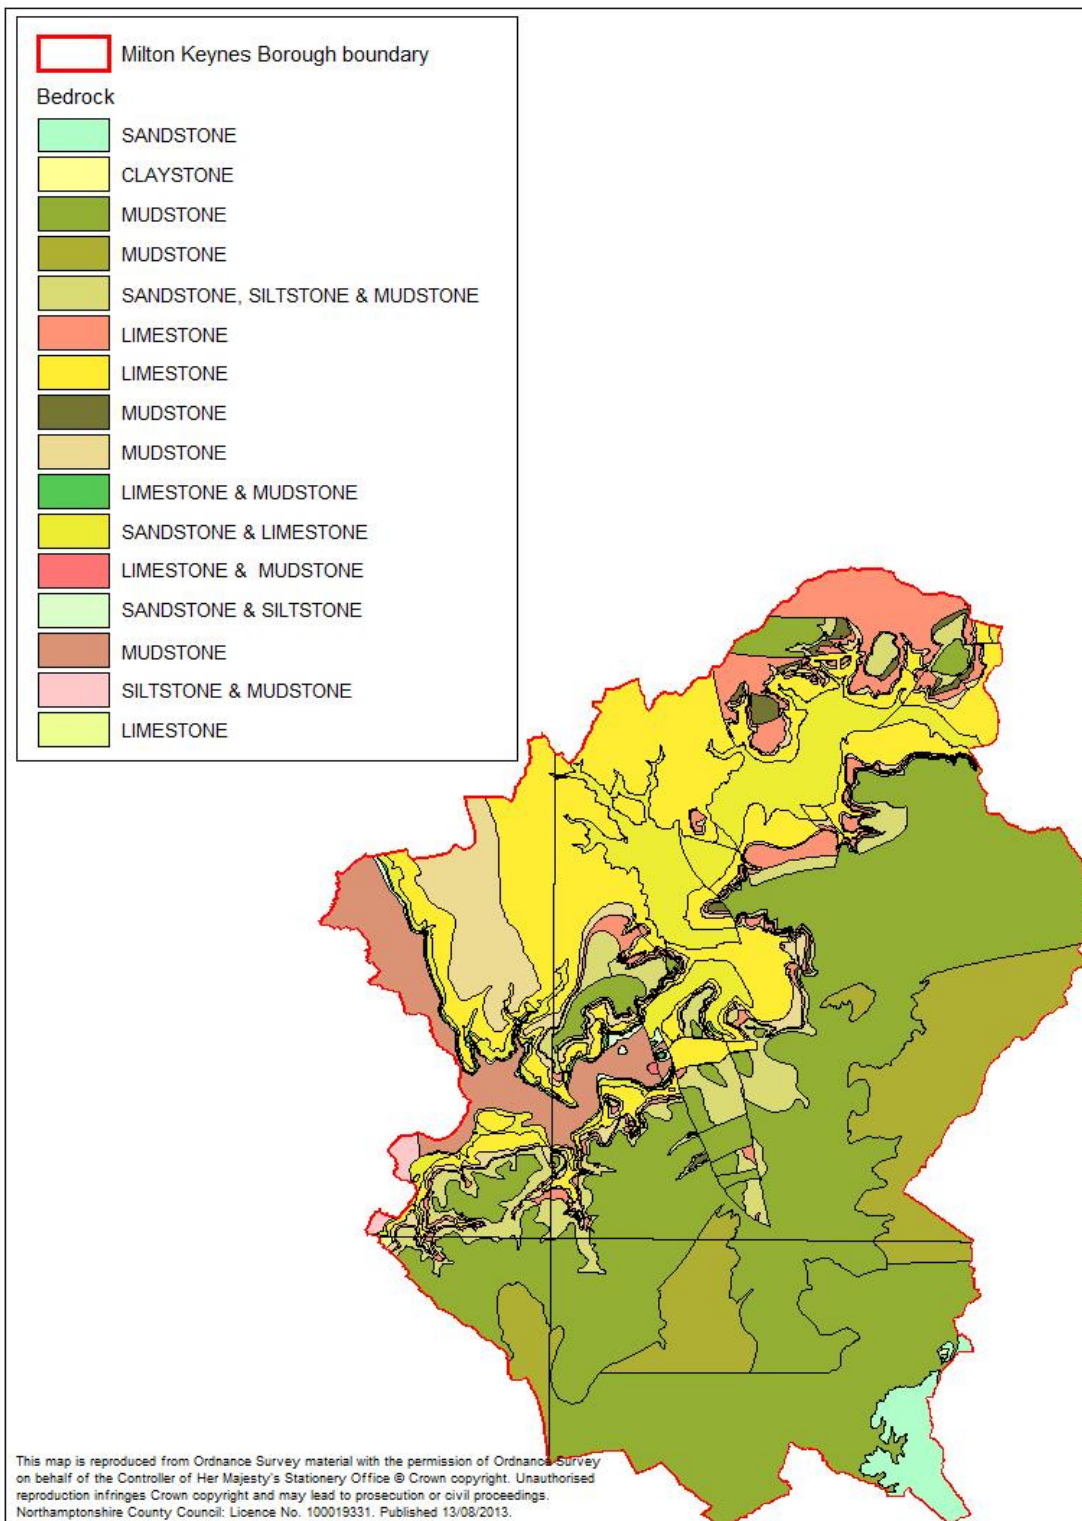 Milton Keynes Borough boundary
Bedrock
SANDSTONE
CLAYSTONE
MUDSTONE
MUDSTONE
SANDSTONE, SILTSTONE & MUDSTONE
LIMESTONE
LIMESTONE
MUDSTONE
MUDSTONE
LIMESTONE & MUDSTONE
SANDSTONE & LIMESTONE
LIMESTONE & MUDSTONE
SANDSTONE & SILTSTONE
MUDSTONE
SILTSTONE & MUDSTONE
LIMESTONE
This map is reproduced from Ordnance Survey material with the permission of Ordnance Survey
on behalf of the Controller of Her Majesty's Stationery Office © Crown copyright. Unauthorised
reproduction infringes Crown copyright and may lead to prosecution or civil proceedings.
Northamptonshire County Council: Licence No. 100019331. Published 13/08/2013.